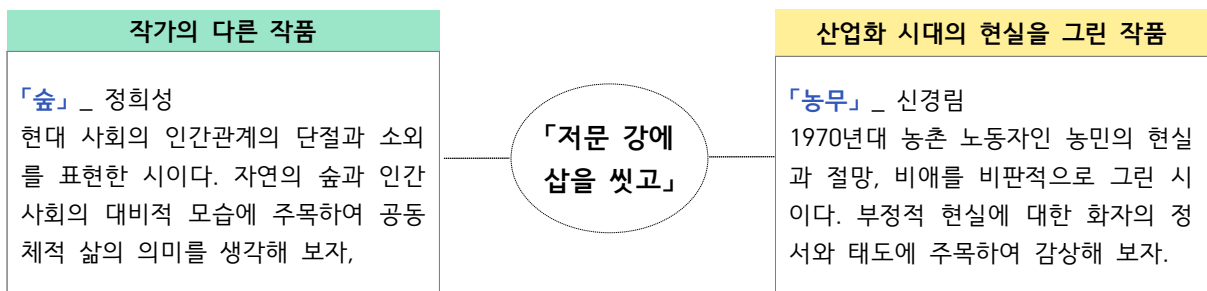 작가의 다른 작품
「숲」 _ 정희성
현대 사회의 인간관계의 단절과 소외
를 표현한 시이다. 자연의 숲과 인간
사회의 대비적 모습에 주목하여 공동
체적 삶의 의미를 생각해 보자,
「저문 강에
삽을 씻고」
산업화 시대의 현실을 그린 작품
「농무」 _ 신경림
1970년대 농촌 노동자인 농민의 현실
과 절망, 비애를 비판적으로 그린 시
이다. 부정적 현실에 대한 화자의 정
서와 태도에 주목하여 감상해 보자.